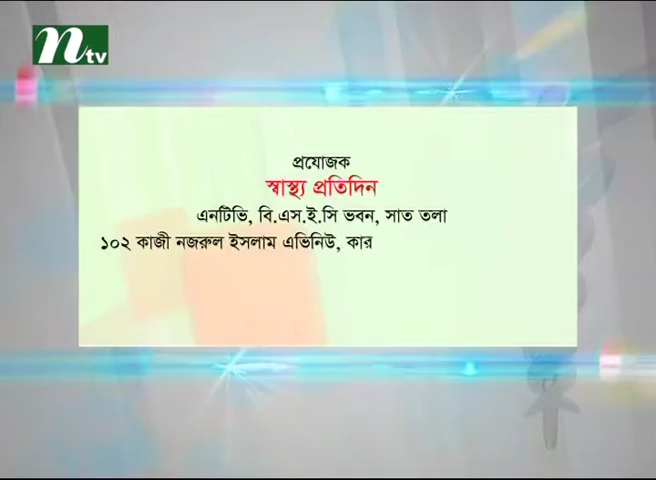 ntv
প্রযোজক
স্বাস্থ্য প্রতিদিন
এনটিভি, বি.এস.ই.সি ভবন, সাত তলা
১০২ কাজী নজরুল ইসলাম এভিনিউ, কার